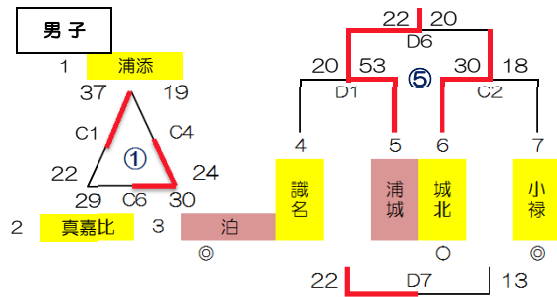 男子
22 20
D6
1 浦添
20 53 ⑤ 30 18
D1 C2
37 19
C1 C4
①
4 5 6 7
22 24
29 C6 30
識名
浦城
城北
小禄
2 真嘉比 3 泊
◎ ○ ◎
22 D7 13